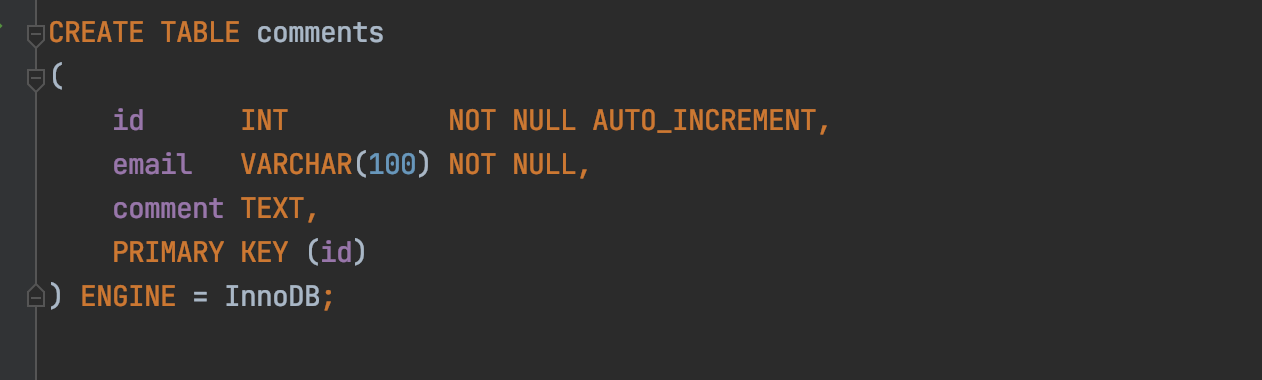 CREATE TABLE comments
(
    id      INT          NOT NULL AUTO_INCREMENT,
    email   VARCHAR(100) NOT NULL,
    comment TEXT,
    PRIMARY KEY (id)
) ENGINE = InnoDB;